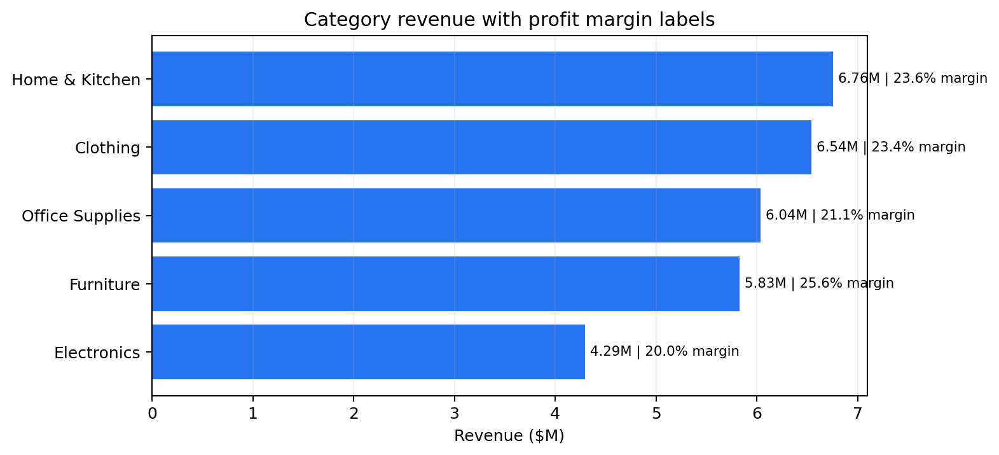 Category revenue with profit margin labels
Home & Kitchen 6.76M | 23.6% margin
Clothing 6.54M | 23.4% margin
Office Supplies 6.04M | 21.1% margin
Furniture 5.83M | 25.6% margin
Electronics 4.29M | 20.0% margin
0 1 2 3 4 5 6 7
Revenue ($M)